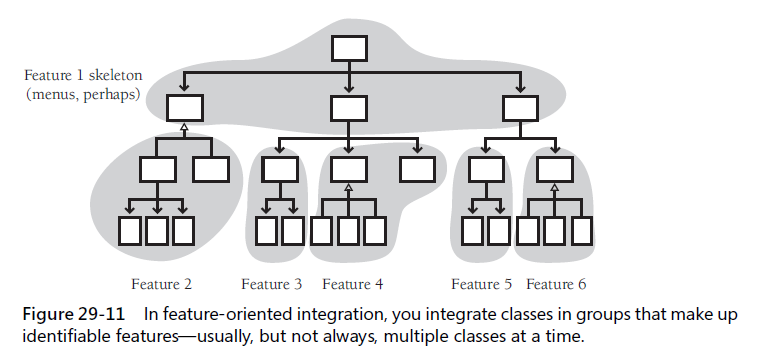 Feature 1 skeleton
(menus, perhaps)
Feature 2 Feature 3 Feature 4 Feature 5 Feature 6
Figure 29-11 In feature-oriented integration, you integrate classes in groups that make up
identifiable features—usually, but not always, multiple classes at a time.